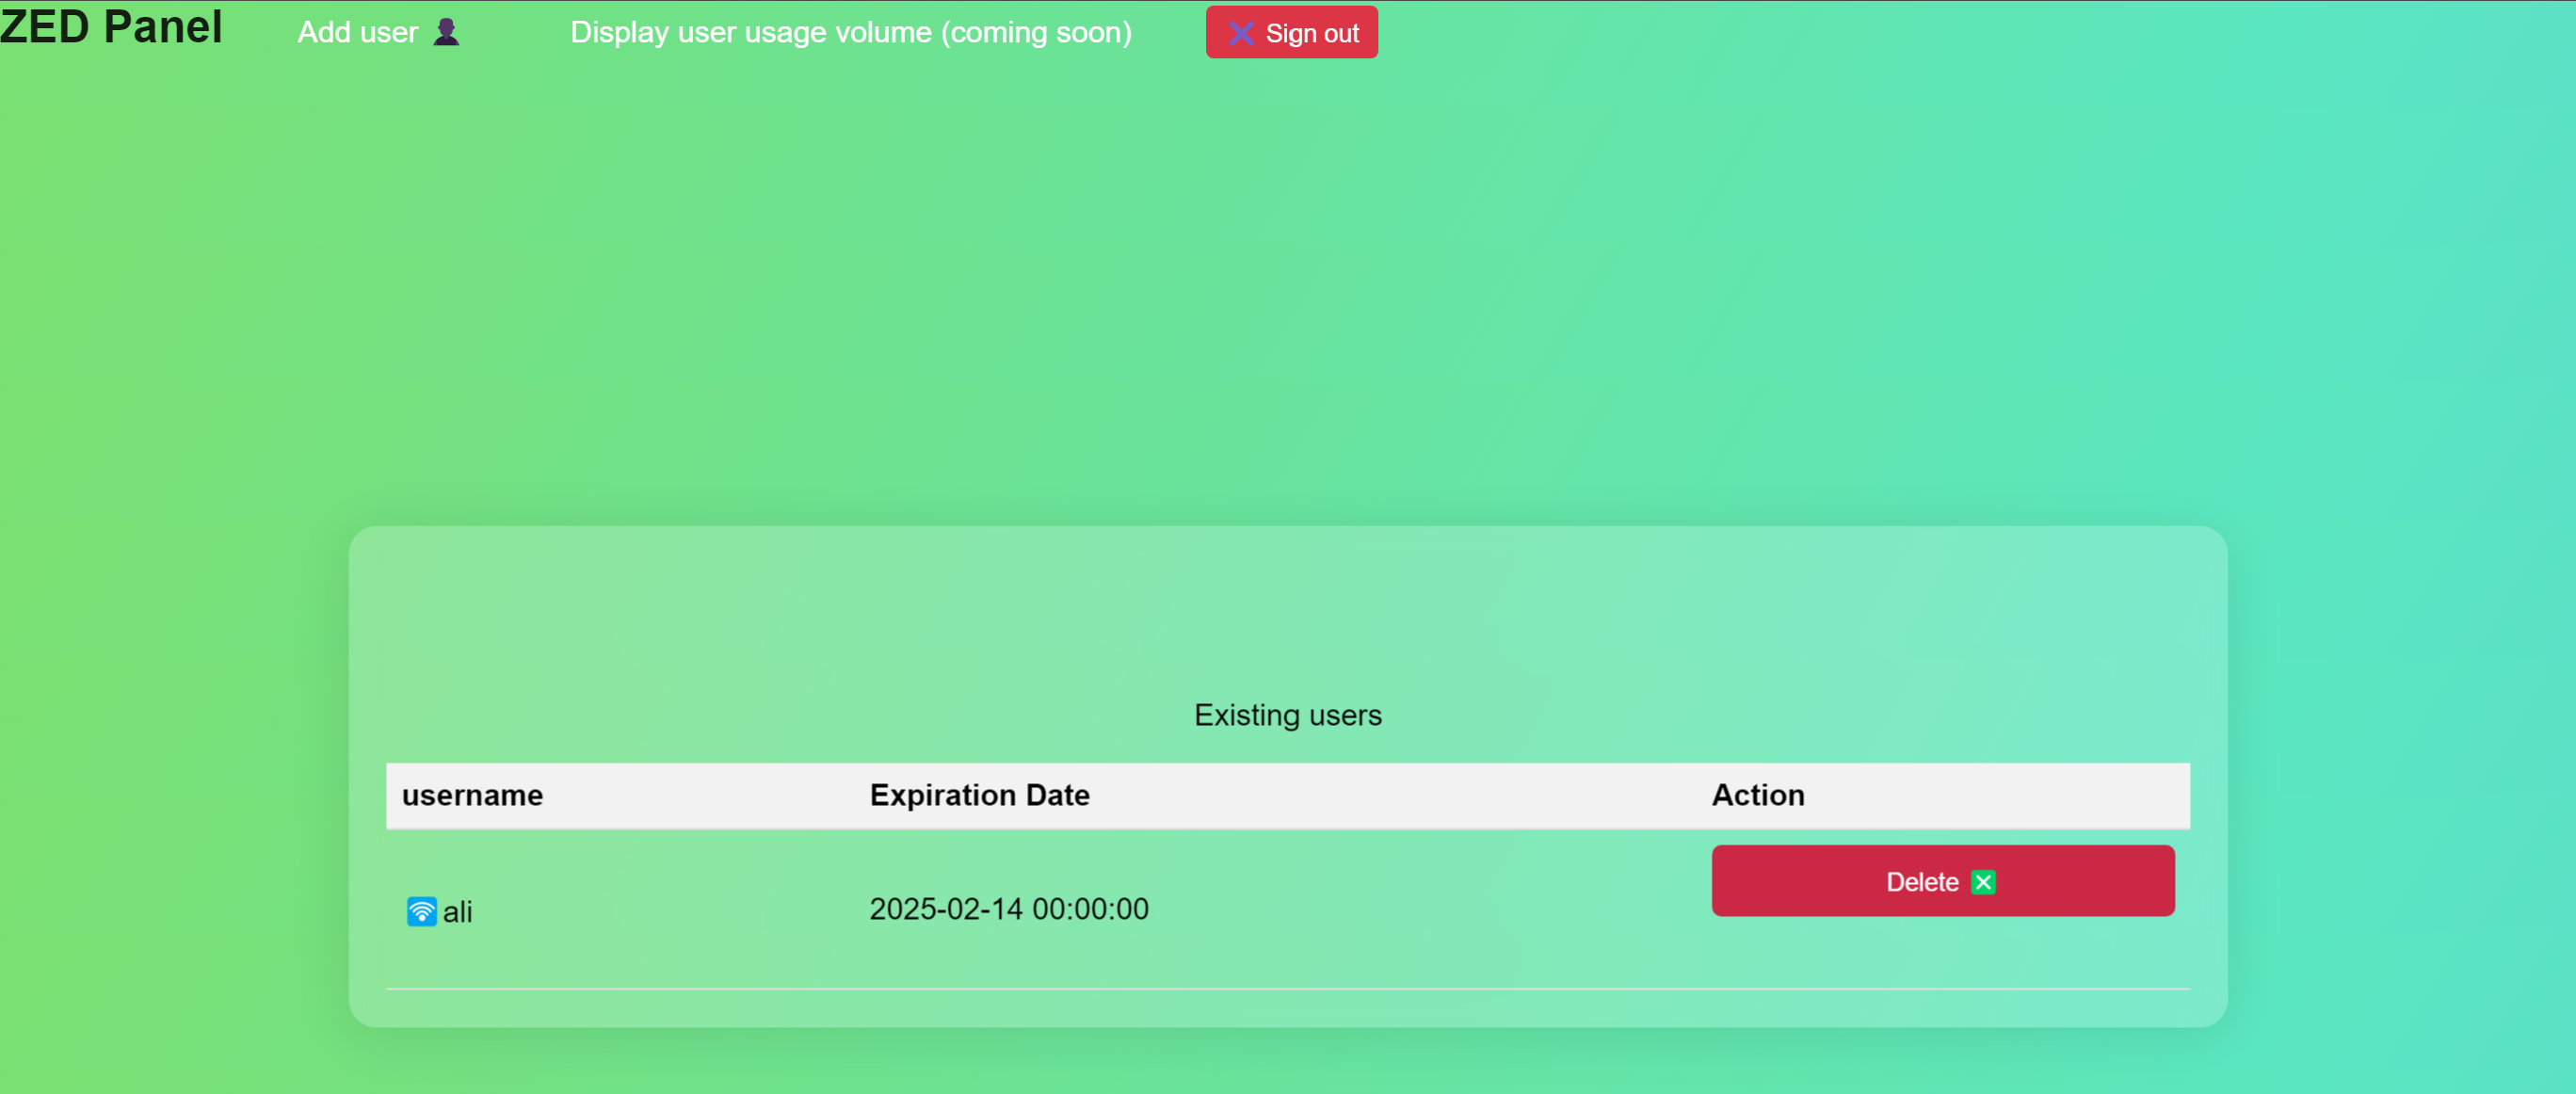 ZED Panel Add user Display user usage volume (coming soon) Sign out
Existing users
username Expiration Date Action
ali 2025-02-14 00:00:00 Delete